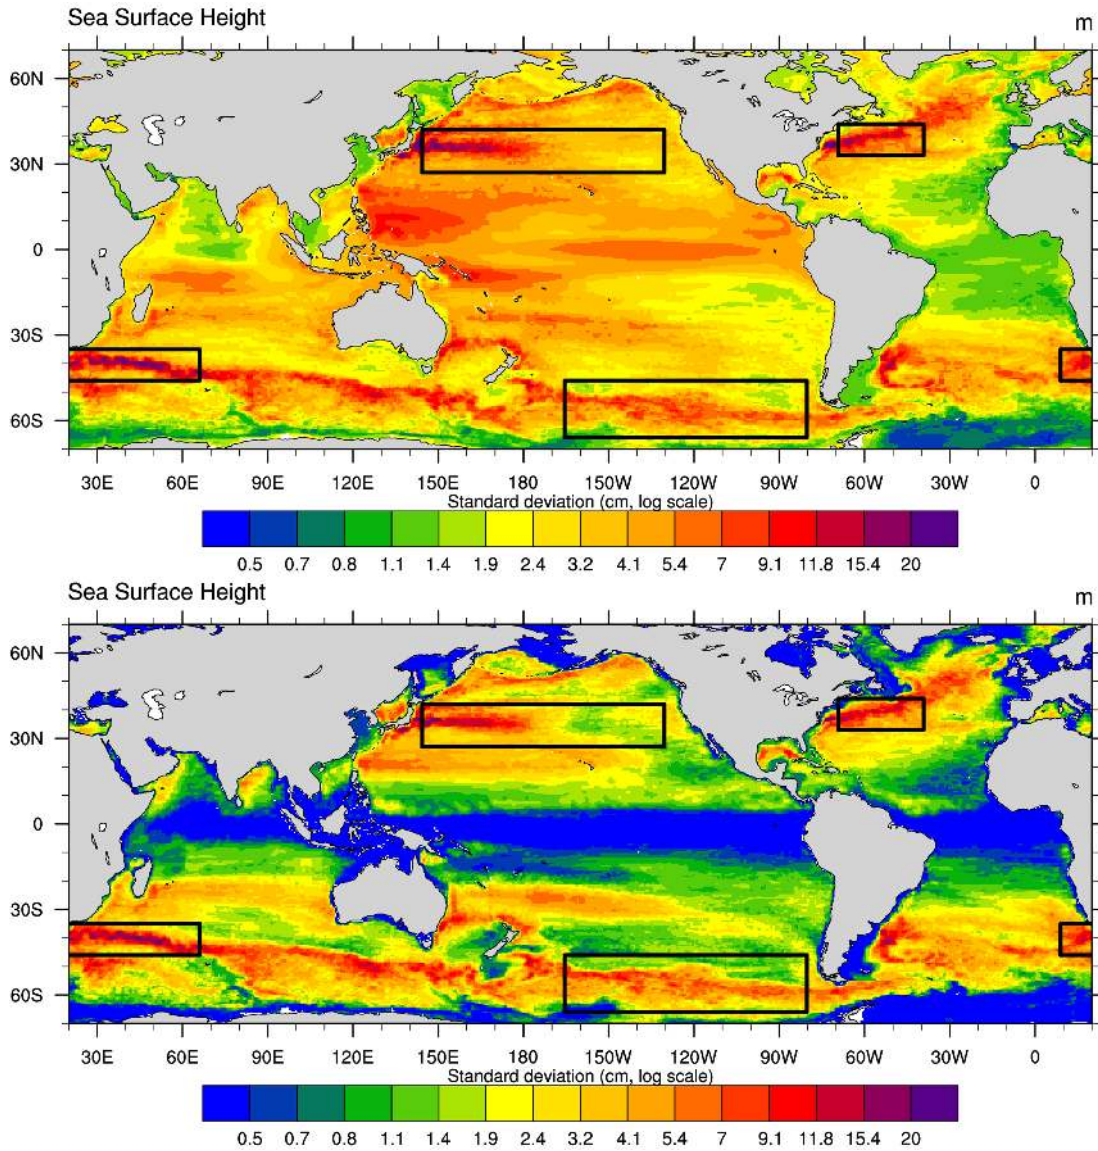 Sea Surface Height m
60N
30N
0
30S
60S
30E 60E 90E 120E 150E 180 150W 120W 90W 60W 30W 0
Standard deviation (cm, log scale)
0.5 0.7 0.8 1.1 1.4 1.9 2.4 3.2 4.1 5.4 7 9.1 11.8 15.4 20
Sea Surface Height m
60N
30N
0
30S
60S
30E 60E 90E 120E 150E 180 150W 120W 90W 60W 30W 0
Standard deviation (cm, log scale)
0.5 0.7 0.8 1.1 1.4 1.9 2.4 3.2 4.1 5.4 7 9.1 11.8 15.4 20